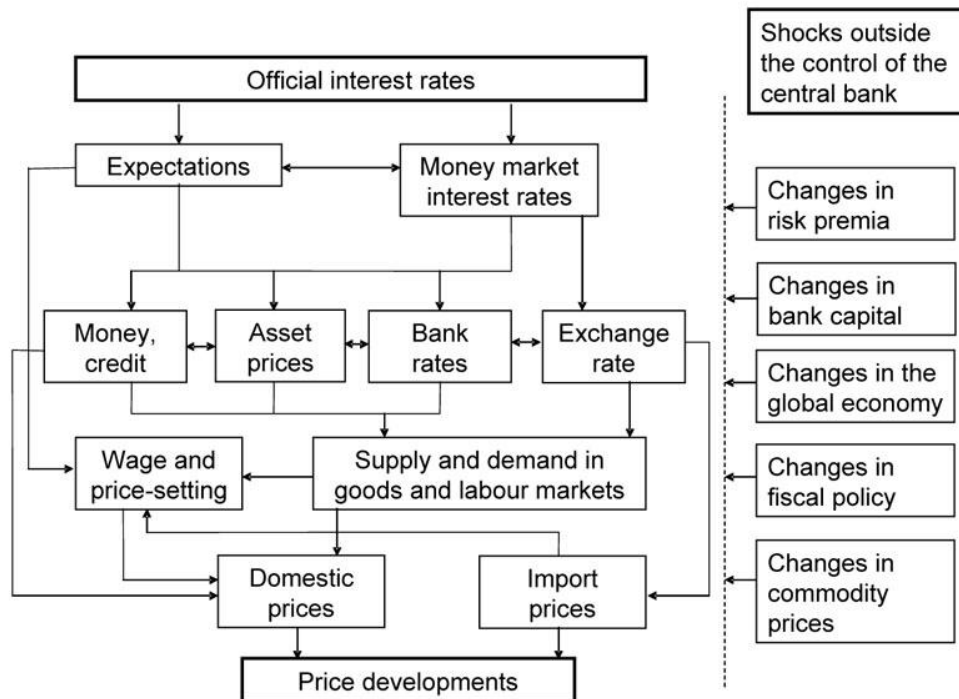 Official interest rates
Expectations
Money market
interest rates
Money,
credit
Asset
prices
Bank
rates
Exchange
rate
Wage and
price-setting
Supply and demand in
goods and labour markets
Domestic
prices
Import
prices
Price developments
Shocks outside
the control of the
central bank
Changes in
risk premia
Changes in
bank capital
Changes in the
global economy
Changes in
fiscal policy
Changes in
commodity
prices